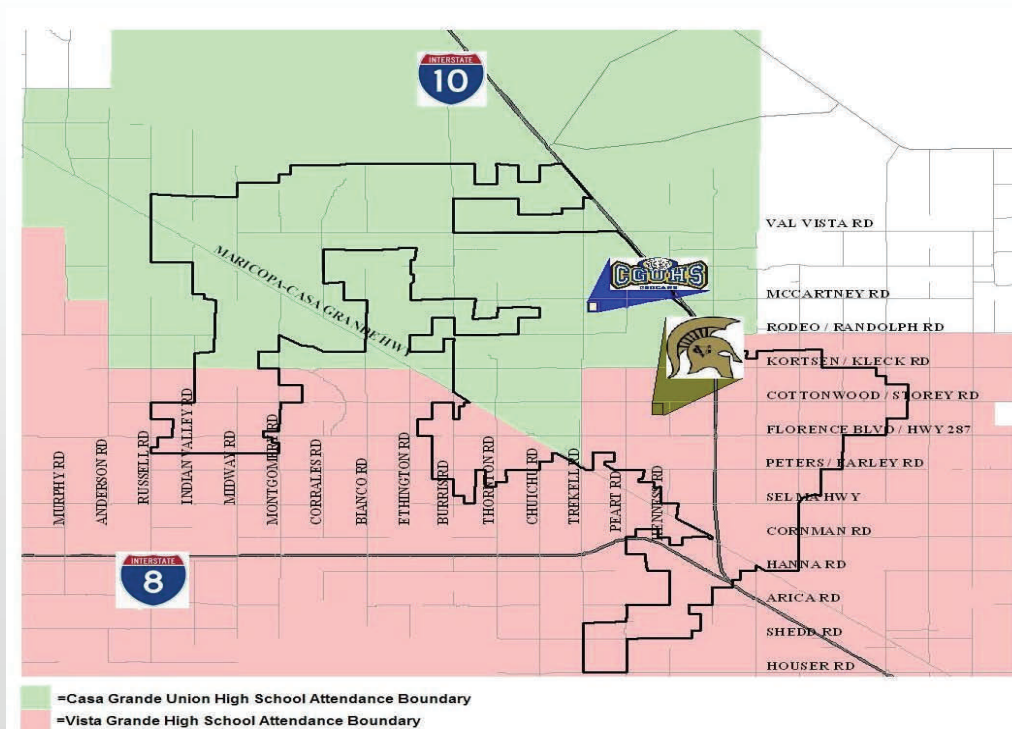 INTERSTATE
10
VAL VISTA RD
MARICOPA-CASA GRANDE HWY
CGUHS
COUGARS
MCCARTNEY RD
RODEO / RANDOLPH RD
KORTSEN / KLECK RD
COTTONWOOD / STOREY RD
FLORENCE BLVD / HWY 287
PETERS / EARLEY RD
SELMA HWY
CORNMAN RD
HANNA RD
ARICA RD
SHEDD RD
HOUSER RD
MURPHY RD
ANDERSON RD
RUSSELL RD
INDIAN VALLEY RD
MIDWAY RD
MONTGOMERY RD
CORRALES RD
BIANCO RD
ETHINGTON RD
BURRIS RD
THORNTON RD
CHUICHU RD
TREKELL RD
PEART RD
HENNESS RD
INTERSTATE
8
=Casa Grande Union High School Attendance Boundary
=Vista Grande High School Attendance Boundary